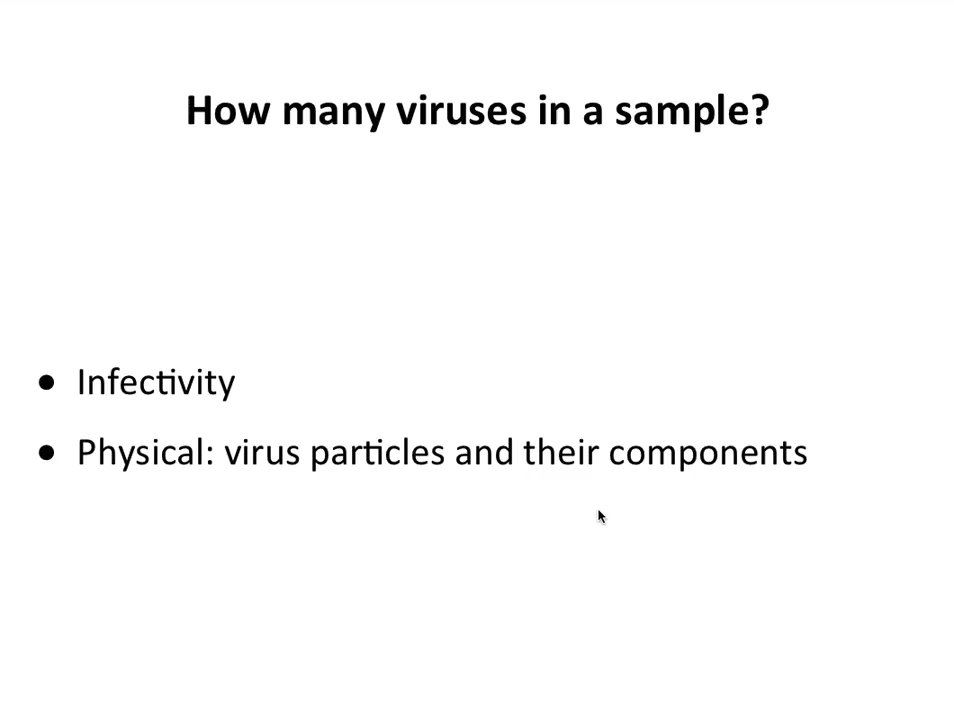 How many viruses in a sample?
• Infectivity
• Physical: virus particles and their components